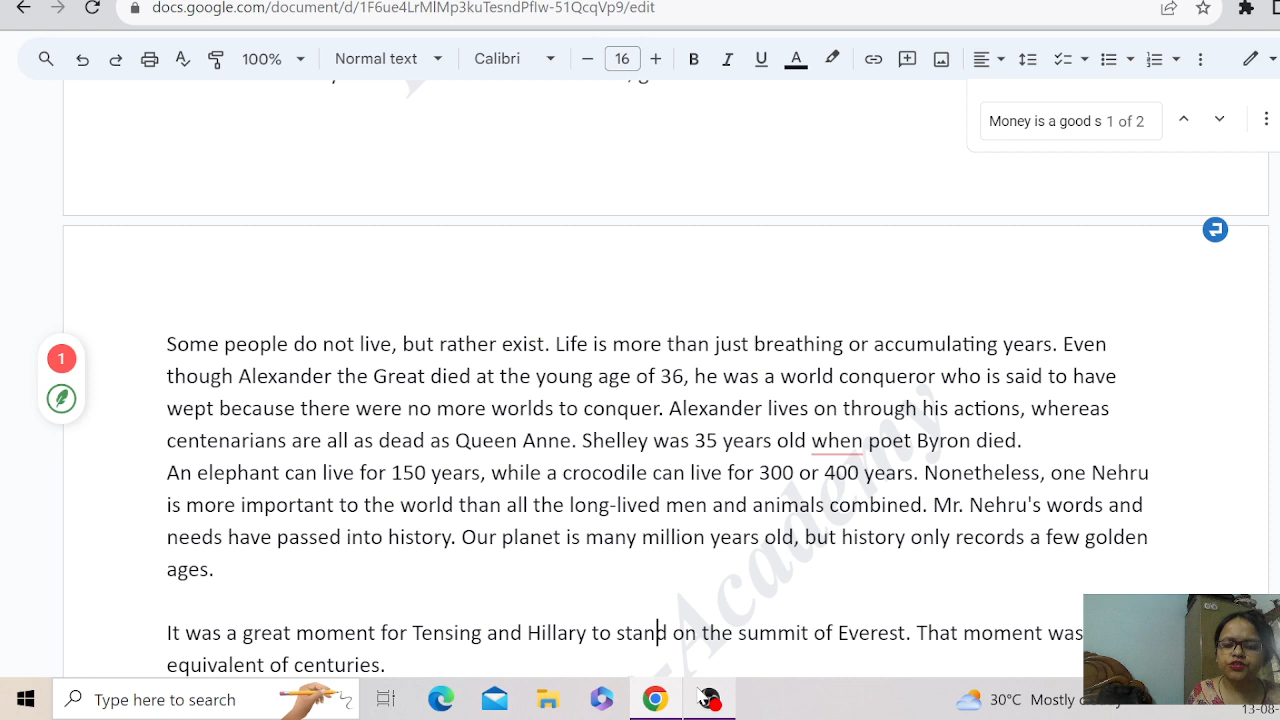 docs.google.com/document/d/1F6ue4LrMIMp3kuTesndPfIw-51QcqVp9/edit
100% Normal text Calibri 16 B I U A
Money is a good s 1 of 2
Some people do not live, but rather exist. Life is more than just breathing or accumulating years. Even
though Alexander the Great died at the young age of 36, he was a world conqueror who is said to have
wept because there were no more worlds to conquer. Alexander lives on through his actions, whereas
centenarians are all as dead as Queen Anne. Shelley was 35 years old when poet Byron died.
An elephant can live for 150 years, while a crocodile can live for 300 or 400 years. Nonetheless, one Nehru
is more important to the world than all the long-lived men and animals combined. Mr. Nehru's words and
needs have passed into history. Our planet is many million years old, but history only records a few golden
ages.
It was a great moment for Tensing and Hillary to stand on the summit of Everest. That moment was
equivalent of centuries.
1
-Academy
Type here to search
30°C Mostly
13-08-